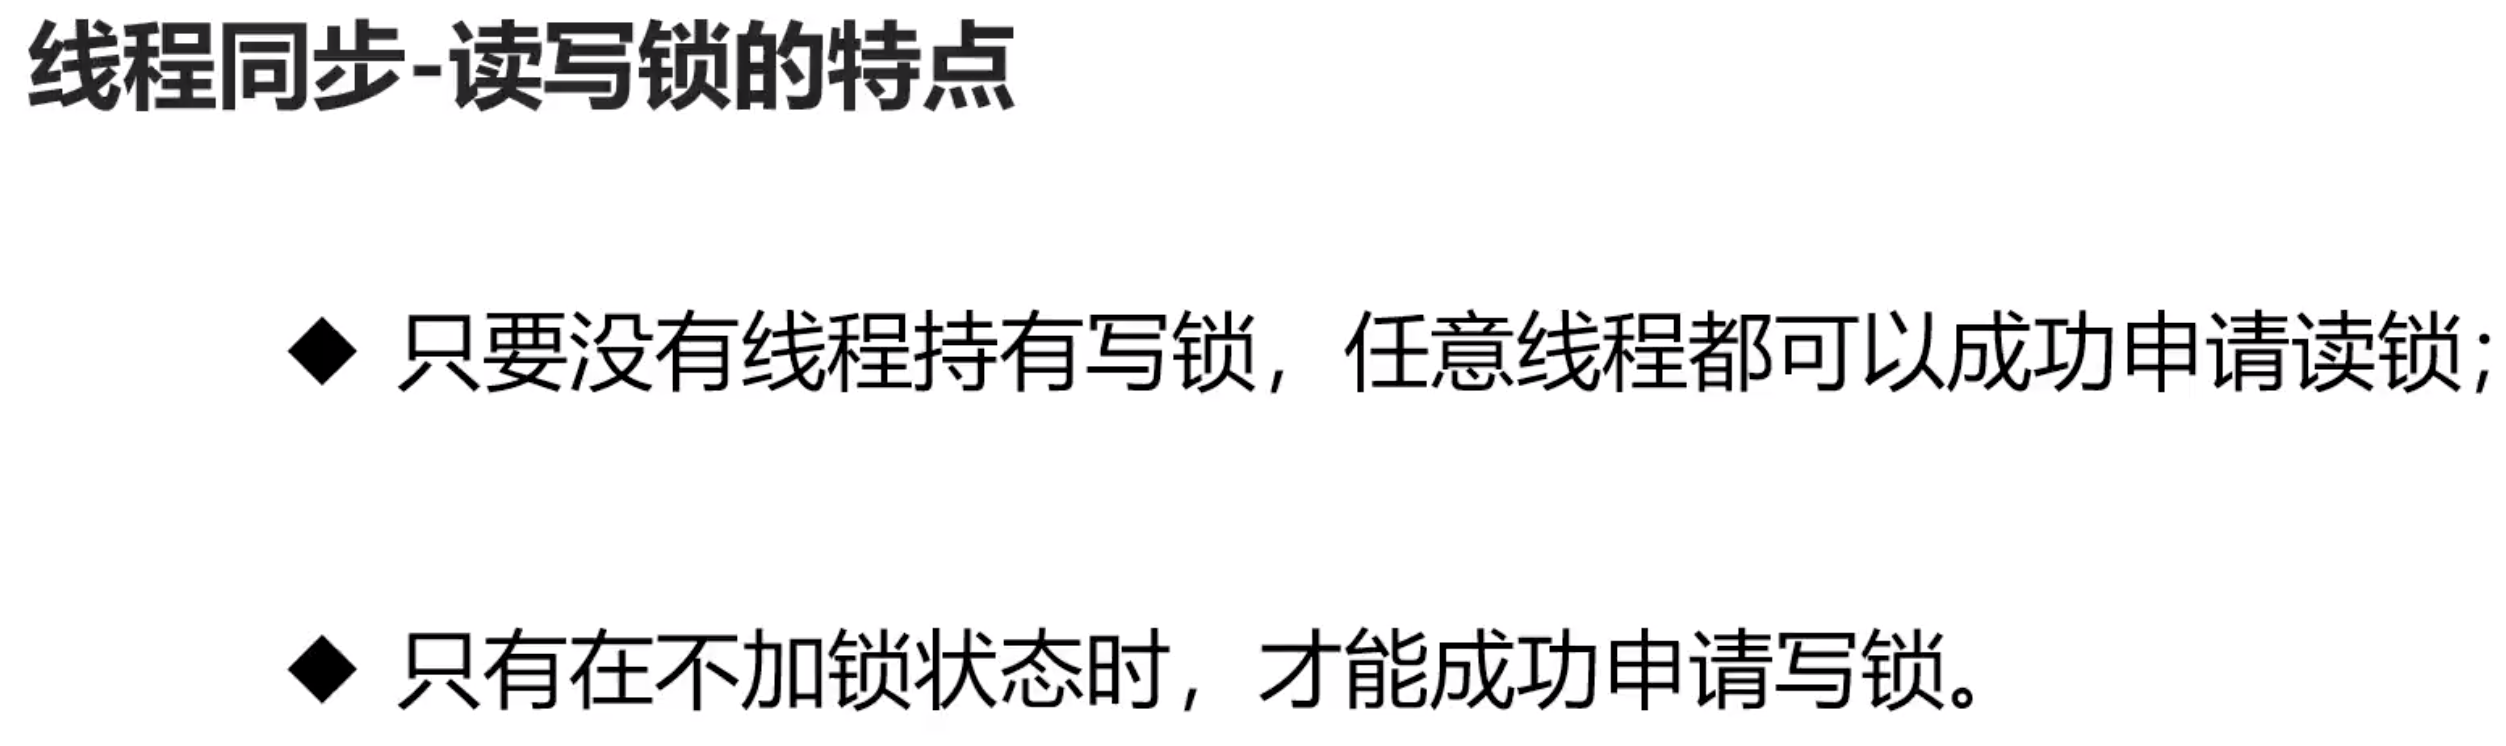 线程同步-读写锁的特点
◆ 只要没有线程持有写锁，任意线程都可以成功申请读锁；
◆ 只有在不加锁状态时，才能成功申请写锁。